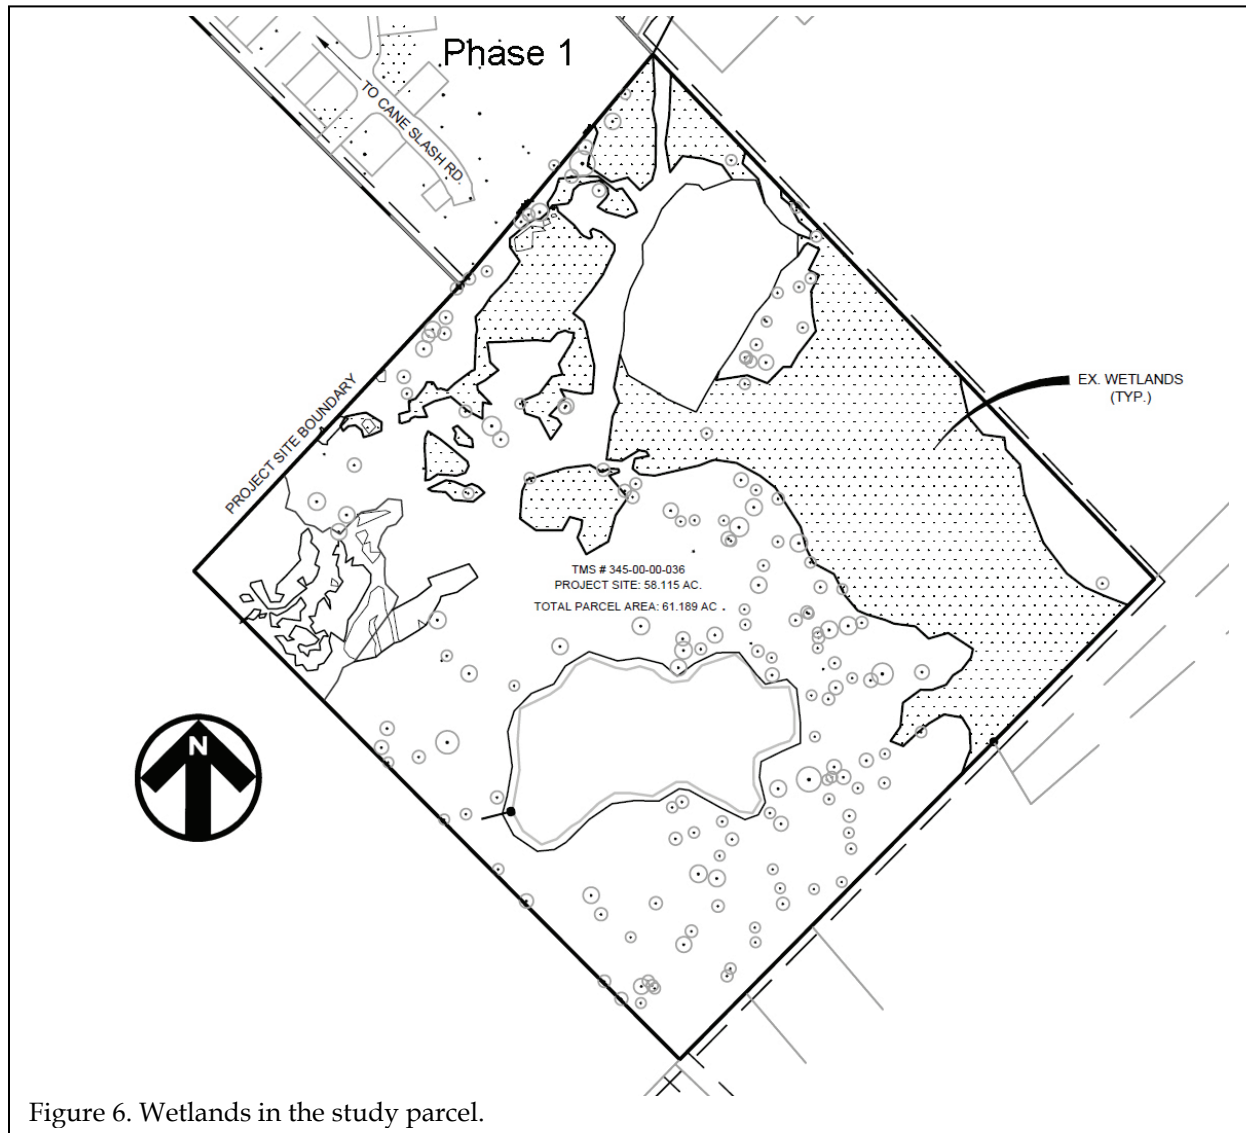 Phase 1
TO CANE SLASH RD.
EX. WETLANDS
(TYP.)
PROJECT SITE BOUNDARY
TMS # 345-00-00-036
PROJECT SITE: 58.115 AC.
TOTAL PARCEL AREA: 61.189 AC.
N
Figure 6. Wetlands in the study parcel.